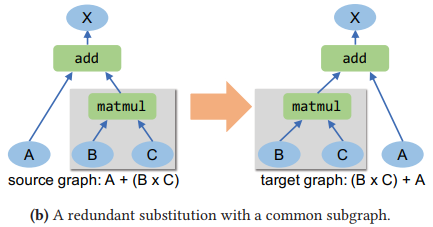 X
X
add
add
matmul
matmul
A
B
C
B
C
A
source graph: A + (B x C)
target graph: (B x C) + A
(b) A redundant substitution with a common subgraph.